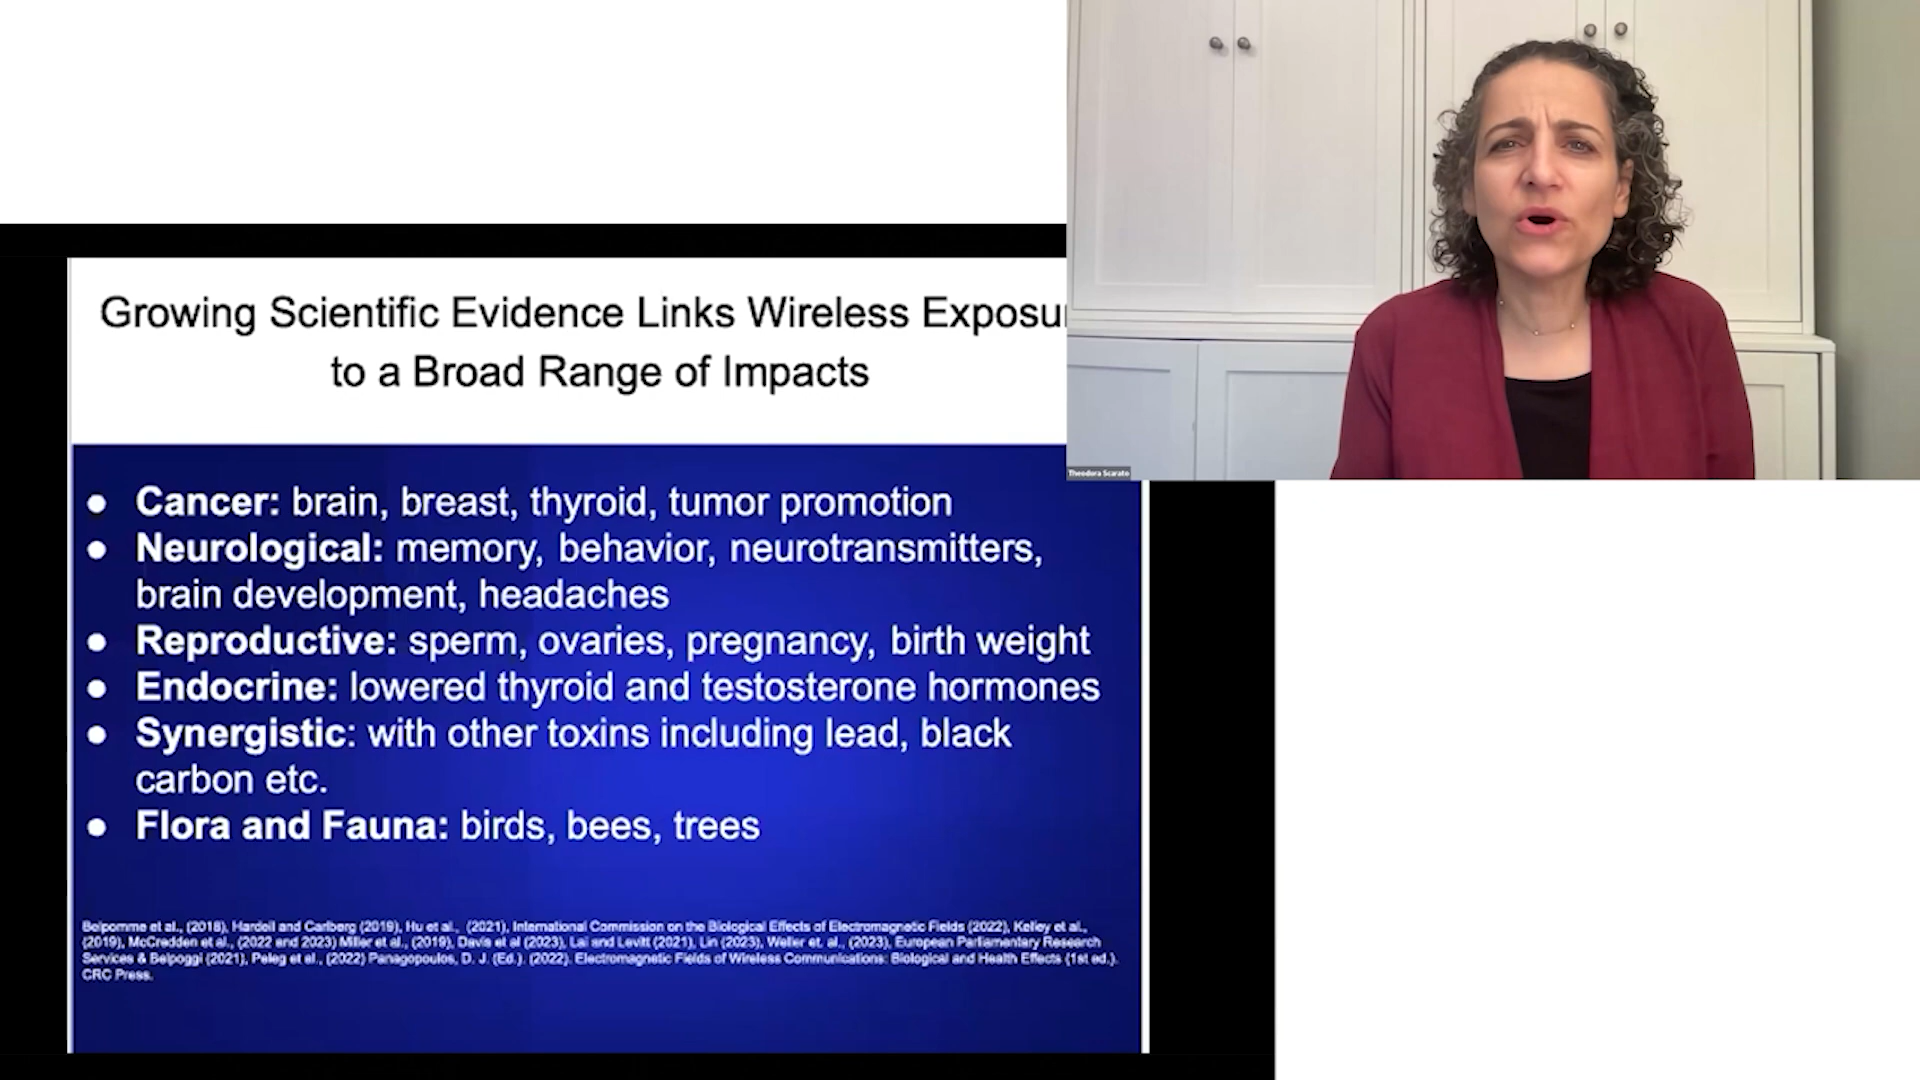 Growing Scientific Evidence Links Wireless Exposu
to a Broad Range of Impacts
Theodora Scarato
● Cancer: brain, breast, thyroid, tumor promotion
● Neurological: memory, behavior, neurotransmitters,
brain development, headaches
● Reproductive: sperm, ovaries, pregnancy, birth weight
● Endocrine: lowered thyroid and testosterone hormones
● Synergistic: with other toxins including lead, black
carbon etc.
● Flora and Fauna: birds, bees, trees
Belpomme et al., (2018), Hardell and Carlberg (2019), Hu et al., (2021), International Commission on the Biological Effects of Electromagnetic Fields (2022), Kelley et al.,
(2019), McCredden et al., (2022 and 2023) Miller et al., (2019), Davis et al (2023), Lai and Levitt (2021), Lin (2023), Weller et. al., (2023), European Parliamentary Research
Services & Belpoggi (2021), Peleg et al., (2022) Panagopoulos, D. J. (Ed.). (2022). Electromagnetic Fields of Wireless Communications: Biological and Health Effects (1st ed.).
CRC Press.